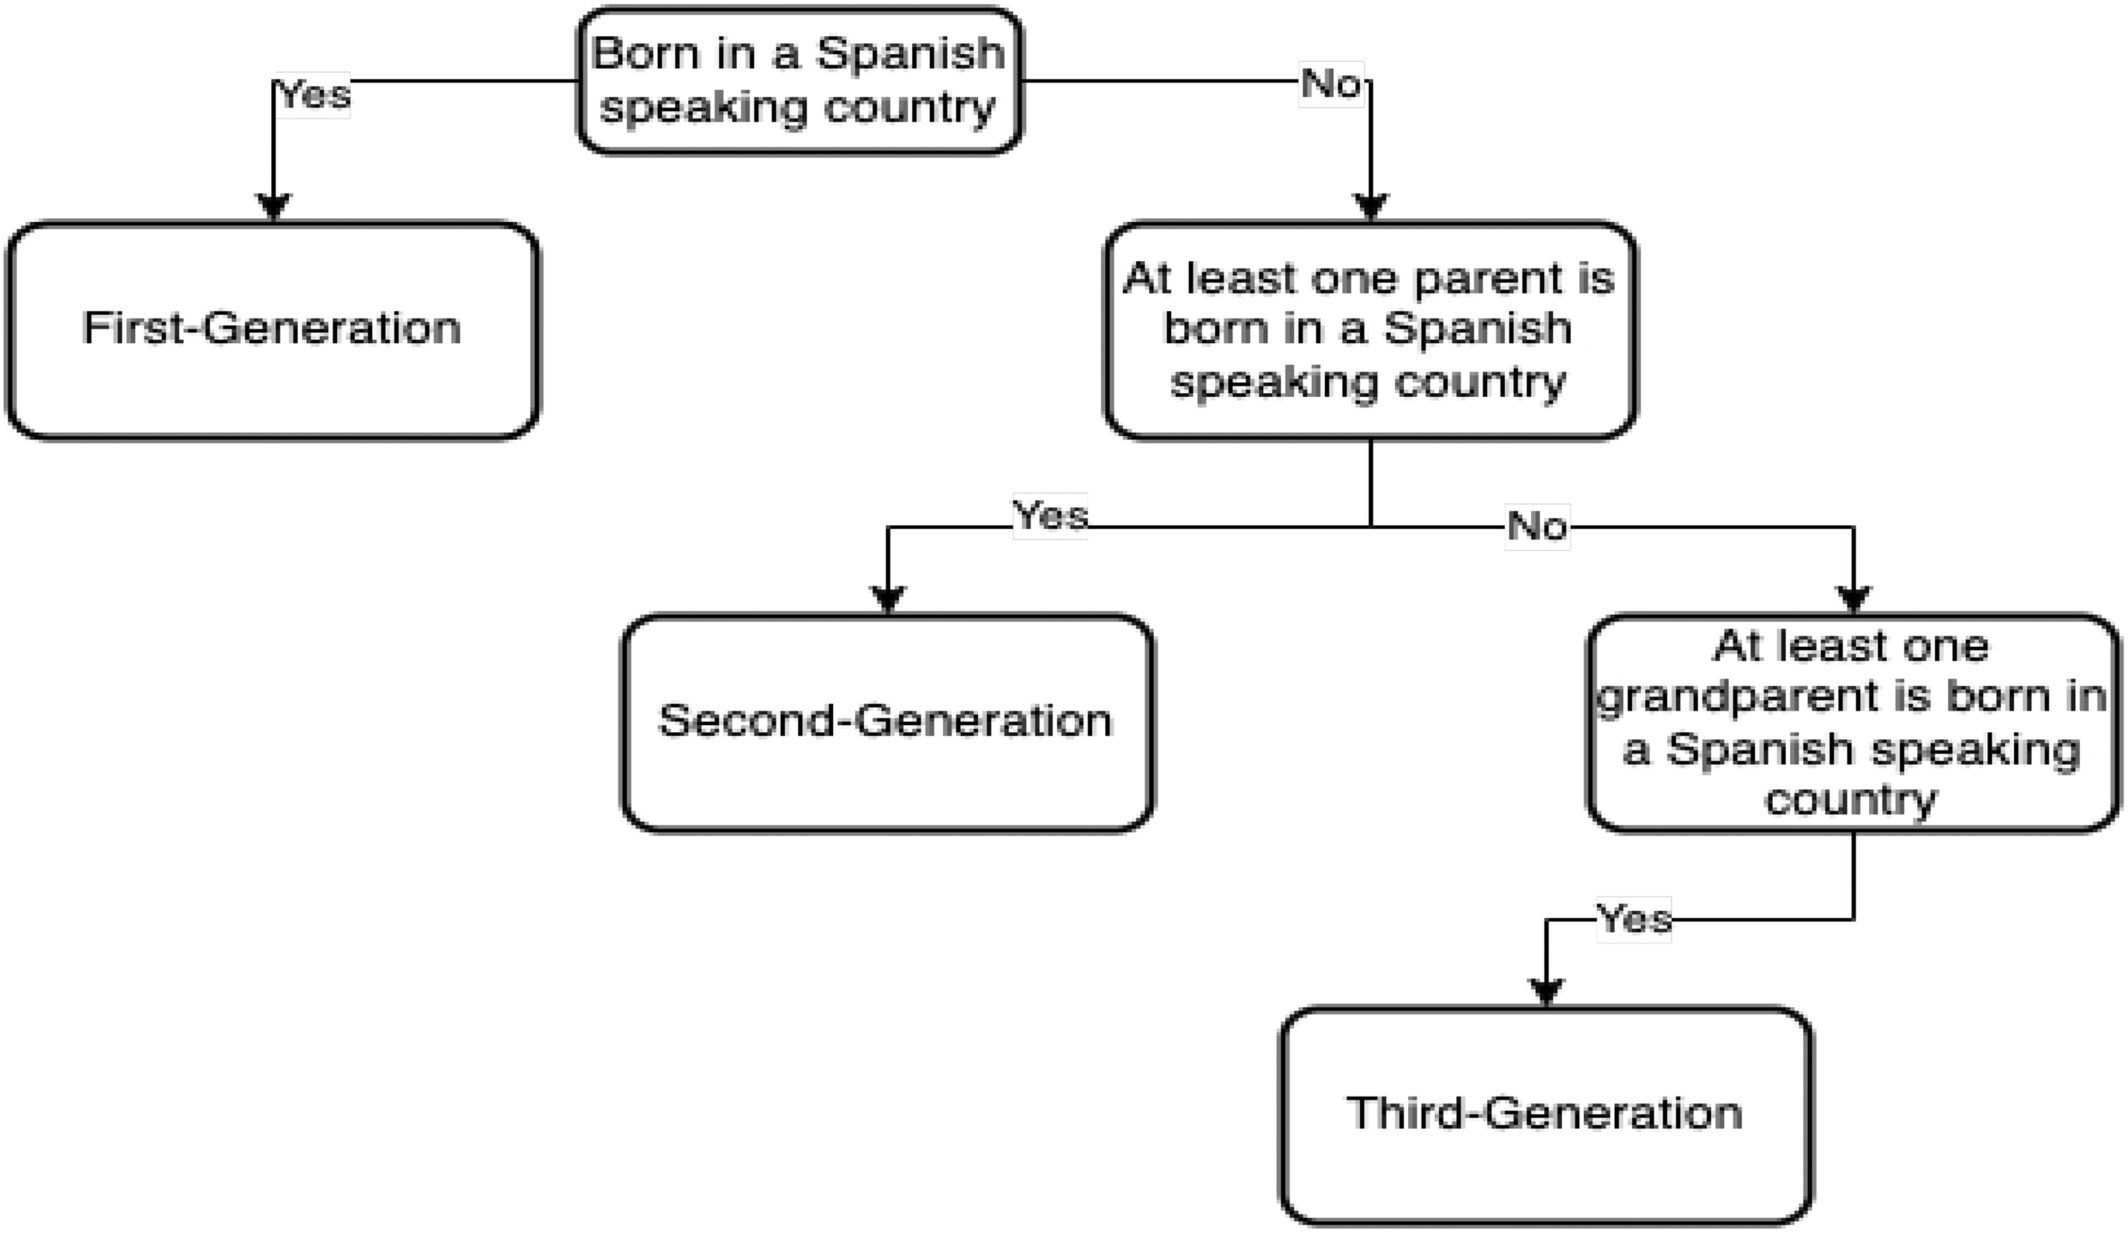 Born in a Spanish
speaking country
Yes
No
First-Generation
At least one parent is
born in a Spanish
speaking country
Yes
No
Second-Generation
At least one
grandparent is born in
a Spanish speaking
country
Yes
Third-Generation